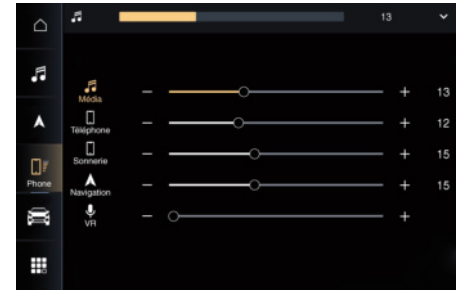 13
Média
13
Téléphone
12
Sonnerie
15
Phone
Navigation
15
VR